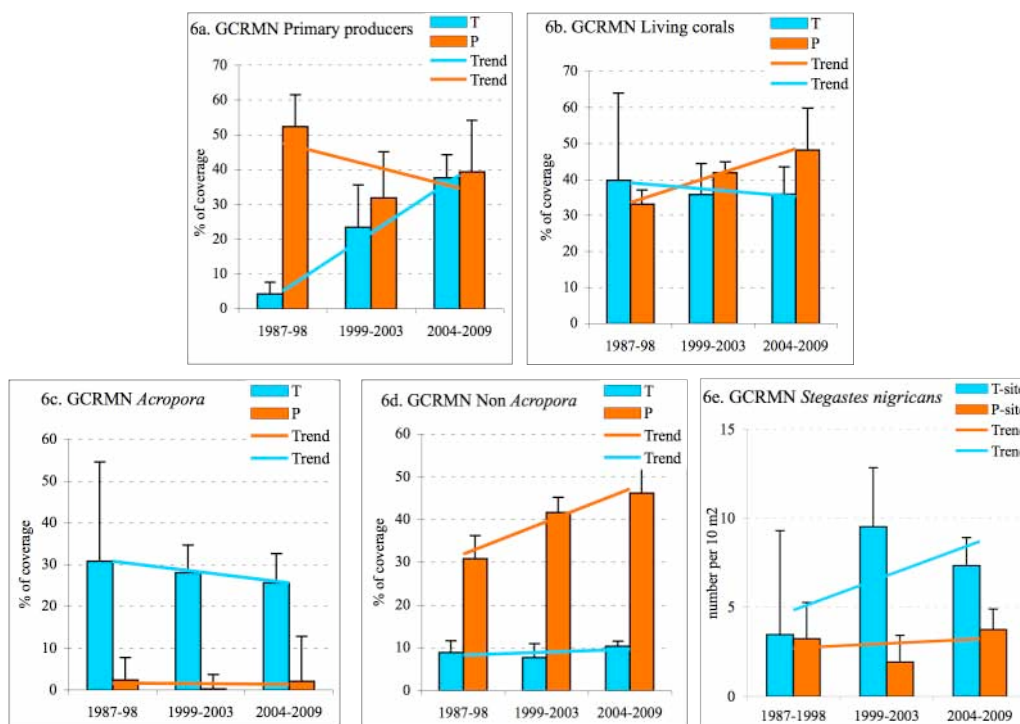 6a. GCRMN Primary producers
T
P
Trend
Trend
% of coverage
70
60
50
40
30
20
10
0
1987-98 1999-2003 2004-2009
6b. GCRMN Living corals
T
P
Trend
Trend
% of coverage
70
60
50
40
30
20
10
0
1987-98 1999-2003 2004-2009
6c. GCRMN Acropora
T
P
Trend
Trend
% of coverage
60
50
40
30
20
10
0
1987-98 1999-2003 2004-2009
6d. GCRMN Non Acropora
T
P
Trend
Trend
% of coverage
60
50
40
30
20
10
0
1987-98 1999-2003 2004-2009
6e. GCRMN Stegastes nigricans
T-site
P-site
Trend
Trend
number per 10 m2
15
10
5
0
1987-1998 1999-2003 2004-2009